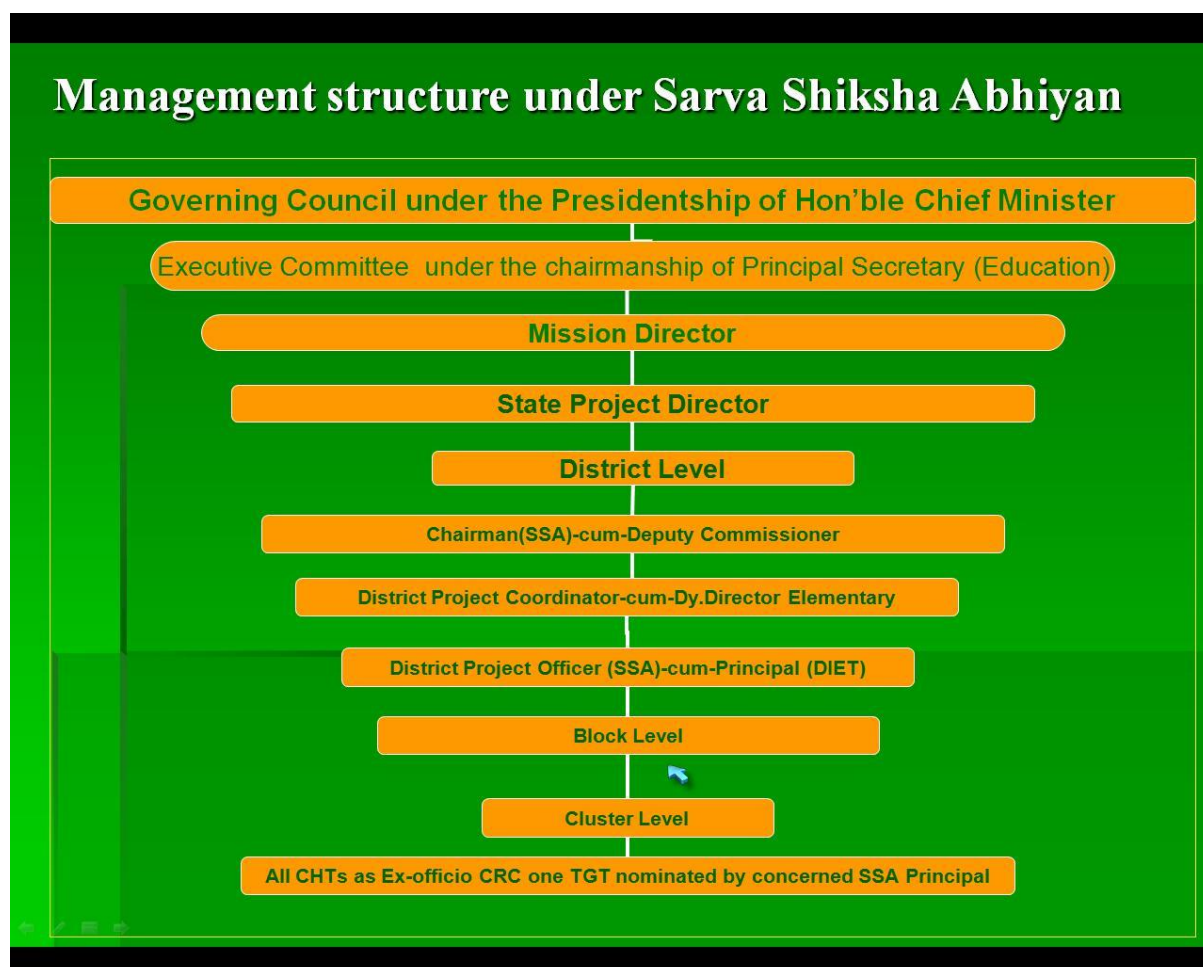 Management structure under Sarva Shiksha Abhiyan
Governing Council under the Presidentship of Hon'ble Chief Minister
Executive Committee under the chairmanship of Principal Secretary (Education)
Mission Director
State Project Director
District Level
Chairman(SSA)-cum-Deputy Commissioner
District Project Coordinator-cum-Dy.Director Elementary
District Project Officer (SSA)-cum-Principal (DIET)
Block Level
Cluster Level
All CHTs as Ex-officio CRC one TGT nominated by concerned SSA Principal